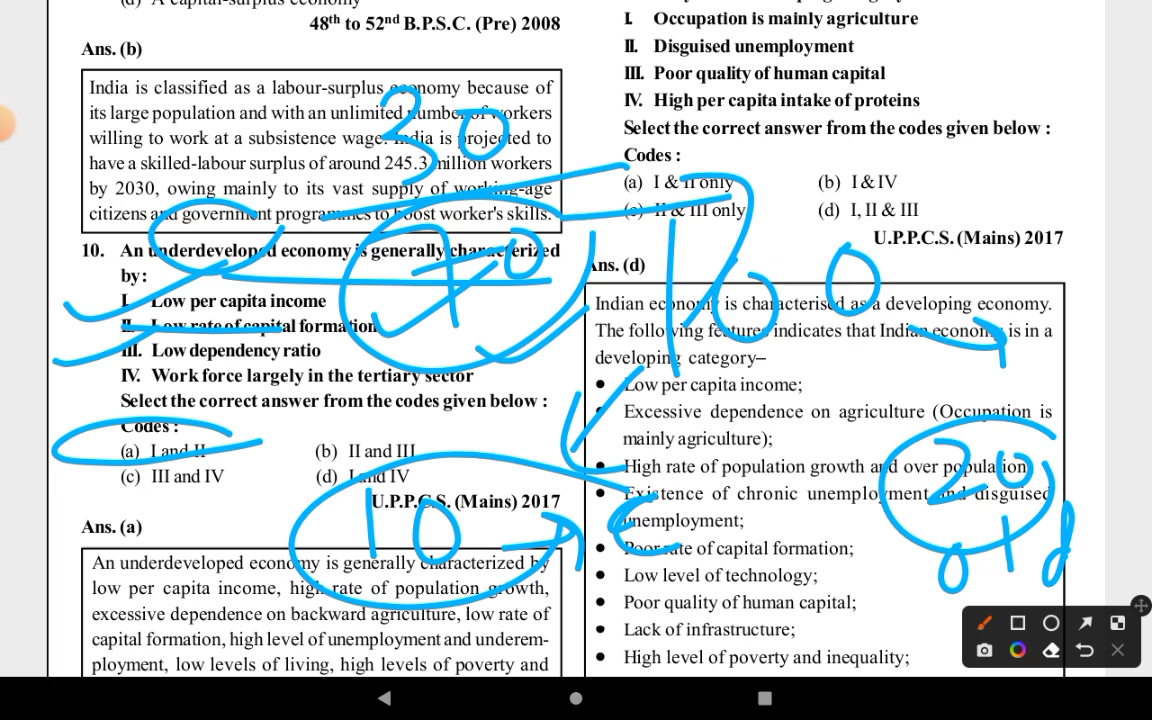 48th to 52nd B.P.S.C. (Pre) 2008
Ans. (b)
India is classified as a labour-surplus economy because of
its large population and with an unlimited number of workers
willing to work at a subsistence wage. India is projected to
have a skilled-labour surplus of around 245.3 million workers
by 2030, owing mainly to its vast supply of working-age
citizens and government programmes to boost worker's skills.
10. An underdeveloped economy is generally characterized
by:
I. Low per capita income
II. Low rate of capital formation
III. Low dependency ratio
IV. Work force largely in the tertiary sector
Select the correct answer from the codes given below :
Codes :
(a) I and II
(b) II and III
(c) III and IV
(d) I and IV
U.P.P.C.S. (Mains) 2017
Ans. (a)
An underdeveloped economy is generally characterized by
low per capita income, high rate of population growth,
excessive dependence on backward agriculture, low rate of
capital formation, high level of unemployment and underem-
ployment, low levels of living, high levels of poverty and
I. Occupation is mainly agriculture
II. Disguised unemployment
III. Poor quality of human capital
IV. High per capita intake of proteins
Select the correct answer from the codes given below :
Codes :
(a) I & II only
(b) I & IV
(c) II & III only
(d) I, II & III
U.P.P.C.S. (Mains) 2017
Ans. (d)
Indian economy is characterised as a developing economy.
The following features indicates that Indian economy is in a
developing category–
• Low per capita income;
• Excessive dependence on agriculture (Occupation is
mainly agriculture);
• High rate of population growth and over population;
• Existence of chronic unemployment and disguised
unemployment;
• Poor rate of capital formation;
• Low level of technology;
• Poor quality of human capital;
• Lack of infrastructure;
• High level of poverty and inequality;
30
70
100
10
20